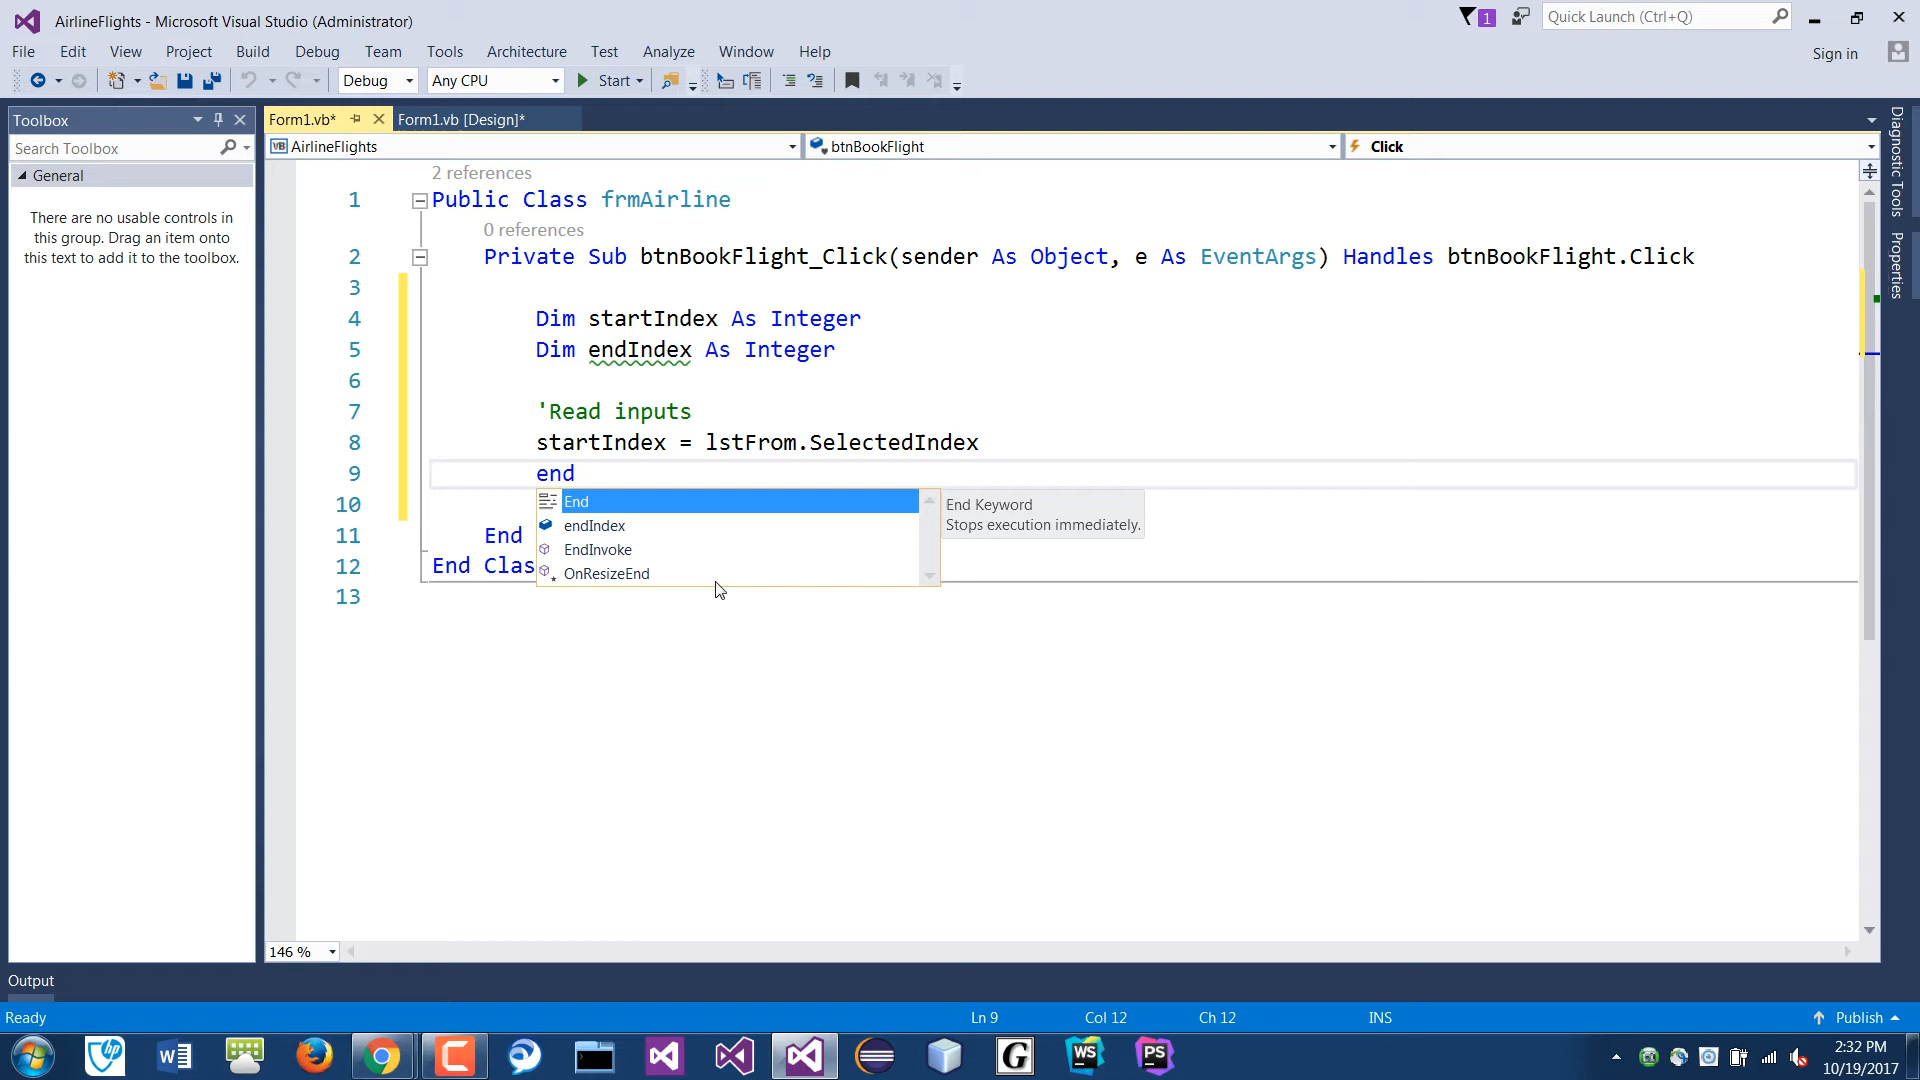 AirlineFlights - Microsoft Visual Studio (Administrator)
1
Quick Launch (Ctrl+Q)
File Edit View Project Build Debug Team Tools Architecture Test Analyze Window Help
Sign in
Debug
Any CPU
Start
Toolbox
Search Toolbox
General
There are no usable controls in
this group. Drag an item onto
this text to add it to the toolbox.
Form1.vb*
Form1.vb [Design]*
VB AirlineFlights
btnBookFlight
Click
2 references
1 Public Class frmAirline
0 references
2 Private Sub btnBookFlight_Click(sender As Object, e As EventArgs) Handles btnBookFlight.Click
3
4 Dim startIndex As Integer
5 Dim endIndex As Integer
6
7 'Read inputs
8 startIndex = lstFrom.SelectedIndex
9 end
10
11 End
12 End Clas
13
End
endIndex
EndInvoke
OnResizeEnd
End Keyword
Stops execution immediately.
Diagnostic Tools
Properties
146 %
Output
Ready
Ln 9
Col 12
Ch 12
INS
Publish
hp
W
G
WS
PS
2:32 PM
10/19/2017